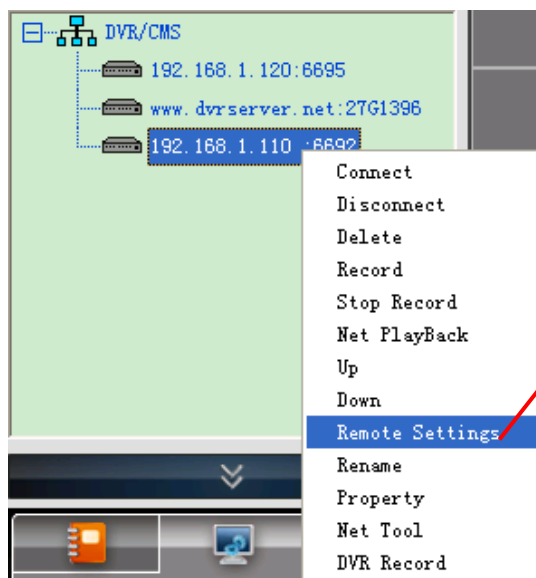 DVR/CMS
192.168.1.120:6695
www.dvrserver.net:27G1396
192.168.1.110 :6692
Connect
Disconnect
Delete
Record
Stop Record
Net PlayBack
Up
Down
Remote Settings
Rename
Property
Net Tool
DVR Record